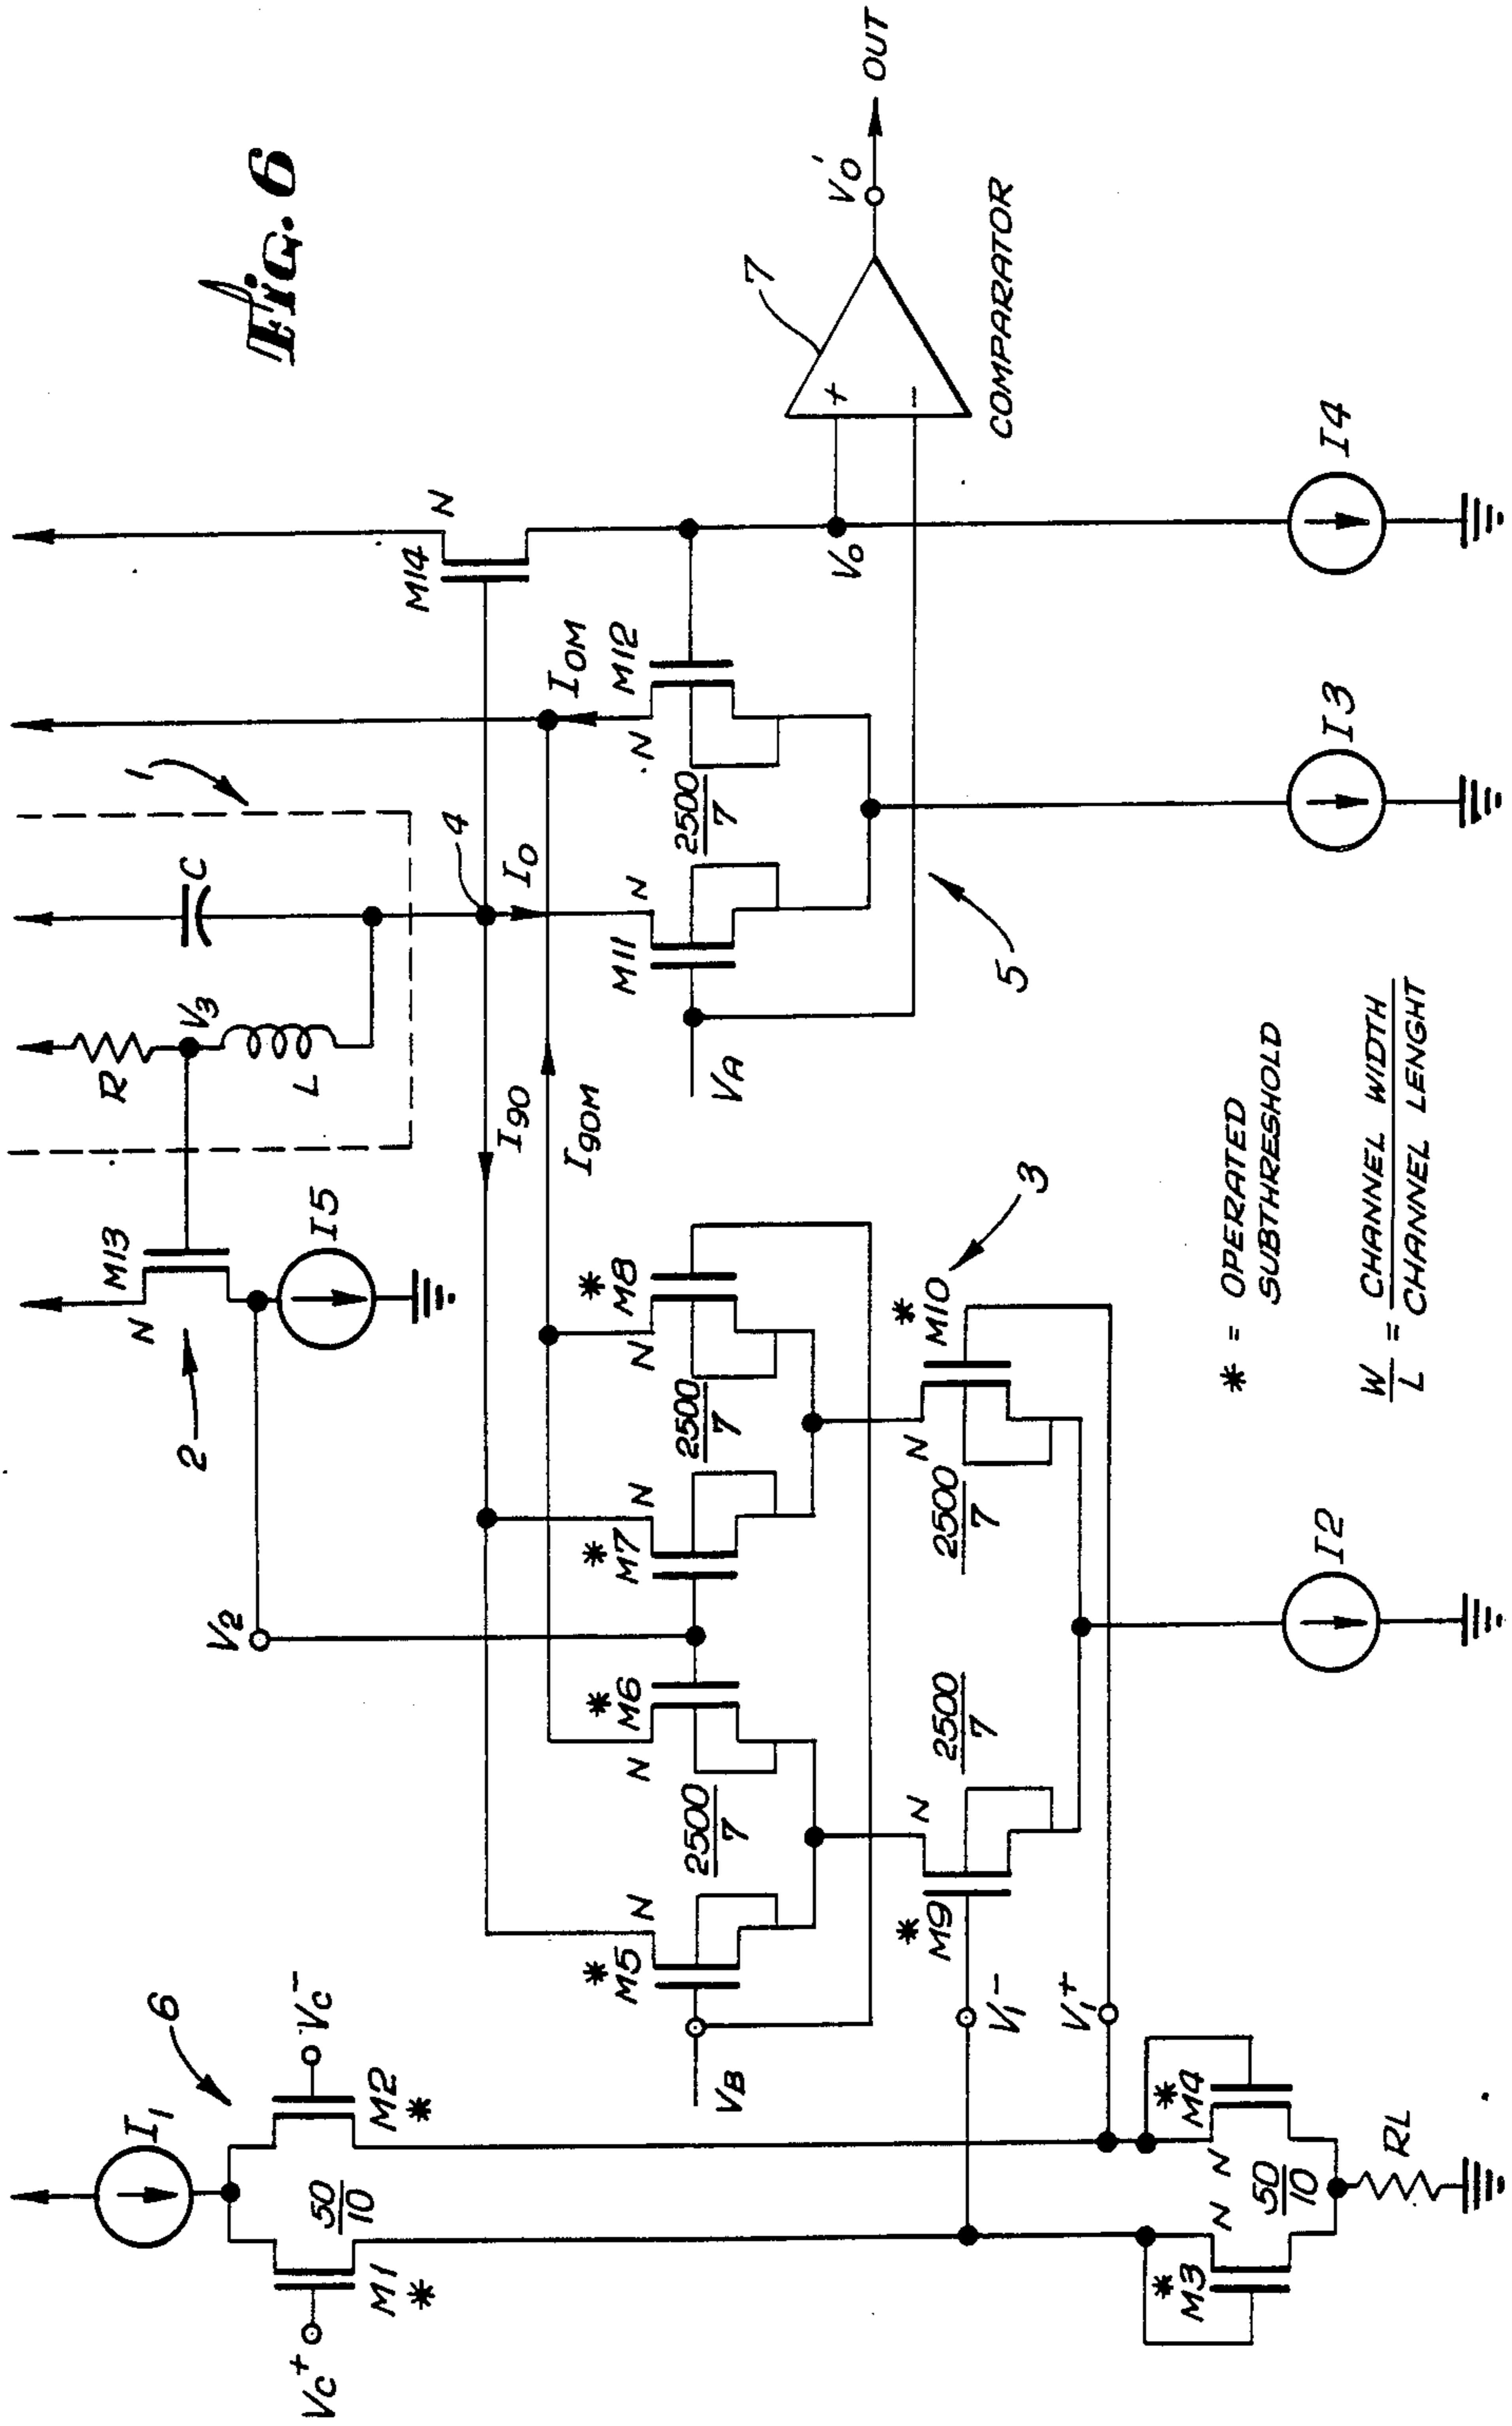 Fig. 6
I1
6
Vc+
Vc-
M1
*
50
10
M2
*
V2
2
M13
N
I5
R
V3
L
C
1
4
I90
I90M
I0
I0M
M14
N
VB
*
M5
N
2500
7
N
*
M6
*
M7
N
2500
7
N
*
M8
VA
M11
N
2500
7
N
M12
V0
7
+
-
V0'
OUT
COMPARATOR
5
3
V1-
V1+
*
M9
N
2500
7
2500
7
N
*
M10
*
M3
N
50
10
N
*
M4
RL
I2
I3
I4
* = OPERATED
SUBTHRESHOLD
W/L = CHANNEL WIDTH
CHANNEL LENGHT